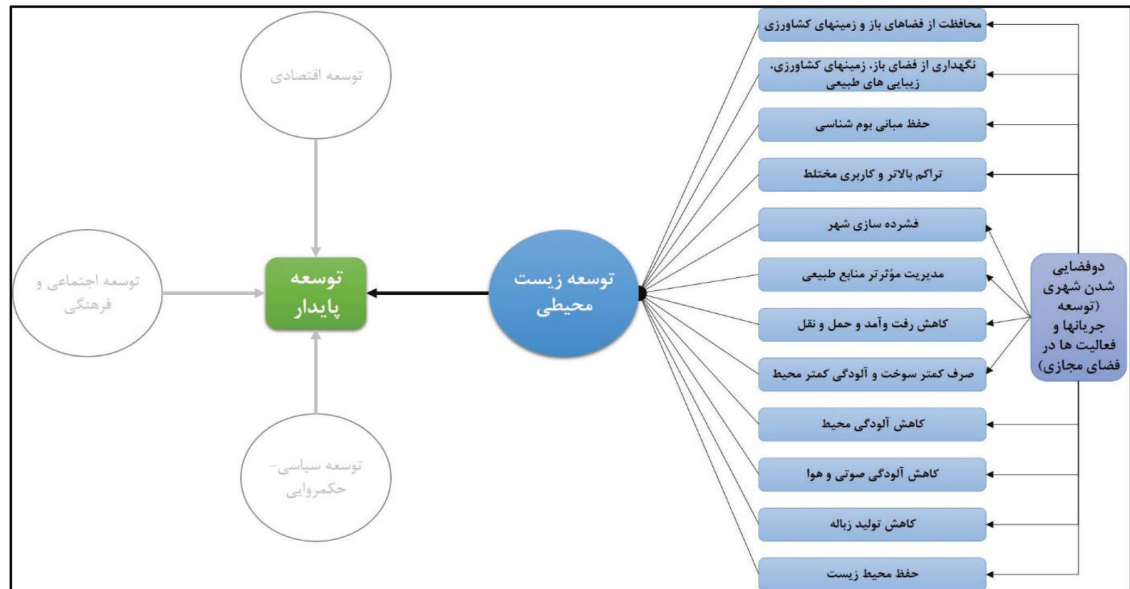 محافظت از فضاهای باز و زمینهای کشاورزی
نگهداری از فضای باز، زمینهای کشاورزی،
زیبایی های طبیعی
حفظ مبانی بوم شناسی
تراکم بالاتر و کاربری مختلط
فشرده سازی شهر
مدیریت مؤثرتر منابع طبیعی
کاهش رفت وآمد و حمل و نقل
صرف کمتر سوخت و آلودگی کمتر محیط
کاهش آلودگی محیط
کاهش آلودگی صوتی و هوا
کاهش تولید زباله
حفظ محیط زیست
دوفضایی
شدن شهری
(توسعه
جریانها و
فعالیت ها در
فضای مجازی)
توسعه زیست
محیطی
توسعه
پایدار
توسعه اقتصادی
توسعه اجتماعی و
فرهنگی
توسعه سیاسی-
حکمروایی